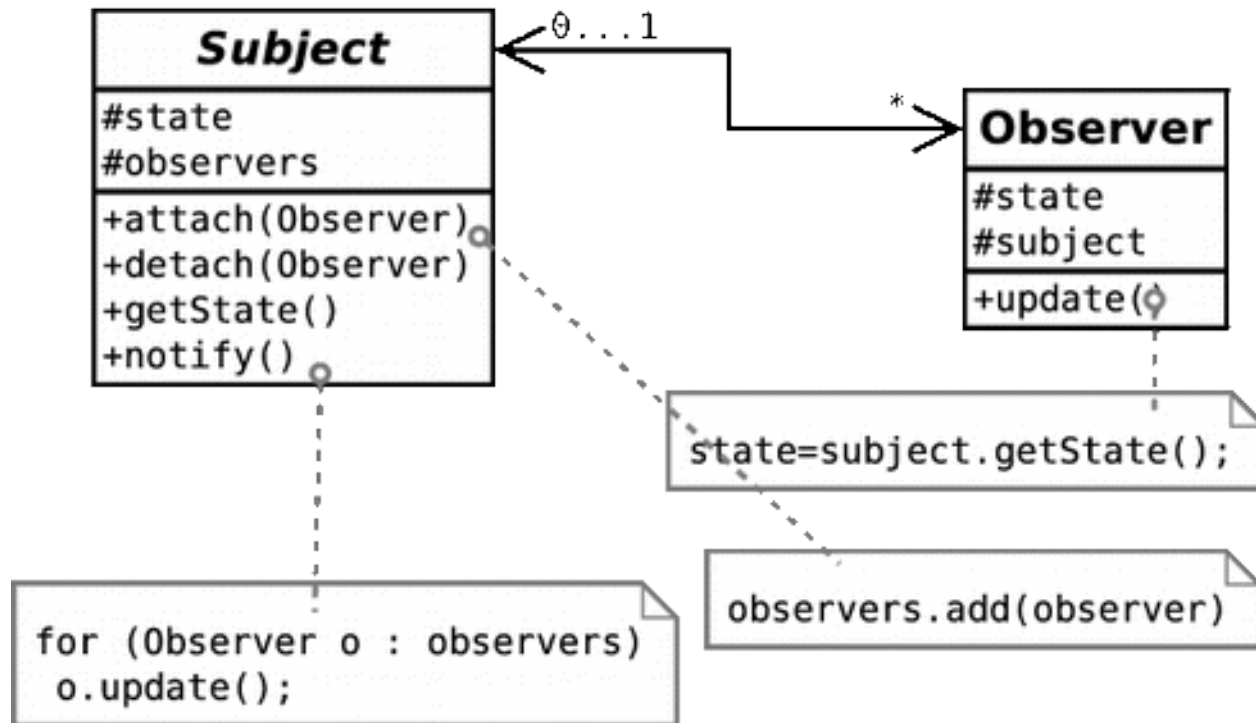 Subject
#state
#observers
+attach(Observer)
+detach(Observer)
+getState()
+notify()
0...1
*
Observer
#state
#subject
+update()
state=subject.getState();
observers.add(observer)
for (Observer o : observers)
o.update();